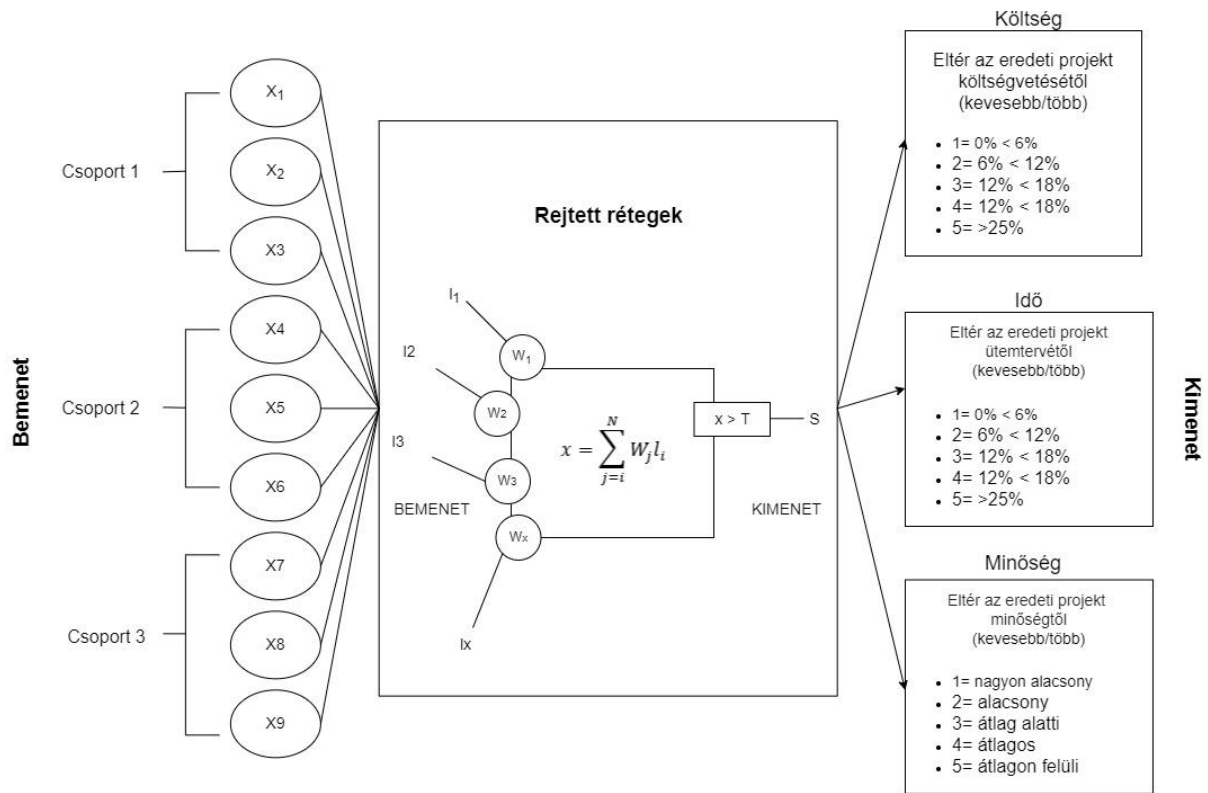 Bemenet
Csoport 1
Csoport 2
Csoport 3
X1
X2
X3
X4
X5
X6
X7
X8
X9
Rejtett rétegek
I1
I2
I3
Ix
W1
W2
W3
Wx
BEMENET
x = ∑ j=i N Wj li
x > T
S
KIMENET
Költség
Eltér az eredeti projekt
költségvetésétől
(kevesebb/több)
• 1= 0% < 6%
• 2= 6% < 12%
• 3= 12% < 18%
• 4= 12% < 18%
• 5= >25%
Idő
Eltér az eredeti projekt
ütemtervétől
(kevesebb/több)
• 1= 0% < 6%
• 2= 6% < 12%
• 3= 12% < 18%
• 4= 12% < 18%
• 5= >25%
Minőség
Eltér az eredeti projekt
minőségtől
(kevesebb/több)
• 1= nagyon alacsony
• 2= alacsony
• 3= átlag alatti
• 4= átlagos
• 5= átlagon felüli
Kimenet